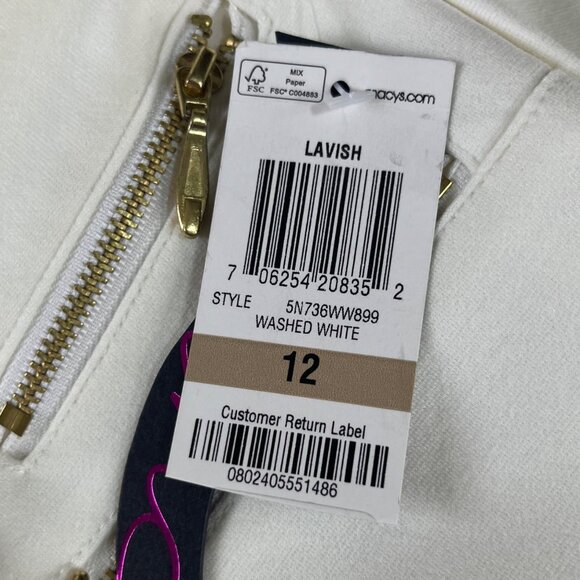 FSC
MIX
Paper
FSC® C004883
macys.com
LAVISH
7 06254 20835 2
STYLE 5N736WW899
WASHED WHITE
12
Customer Return Label
0802405551486